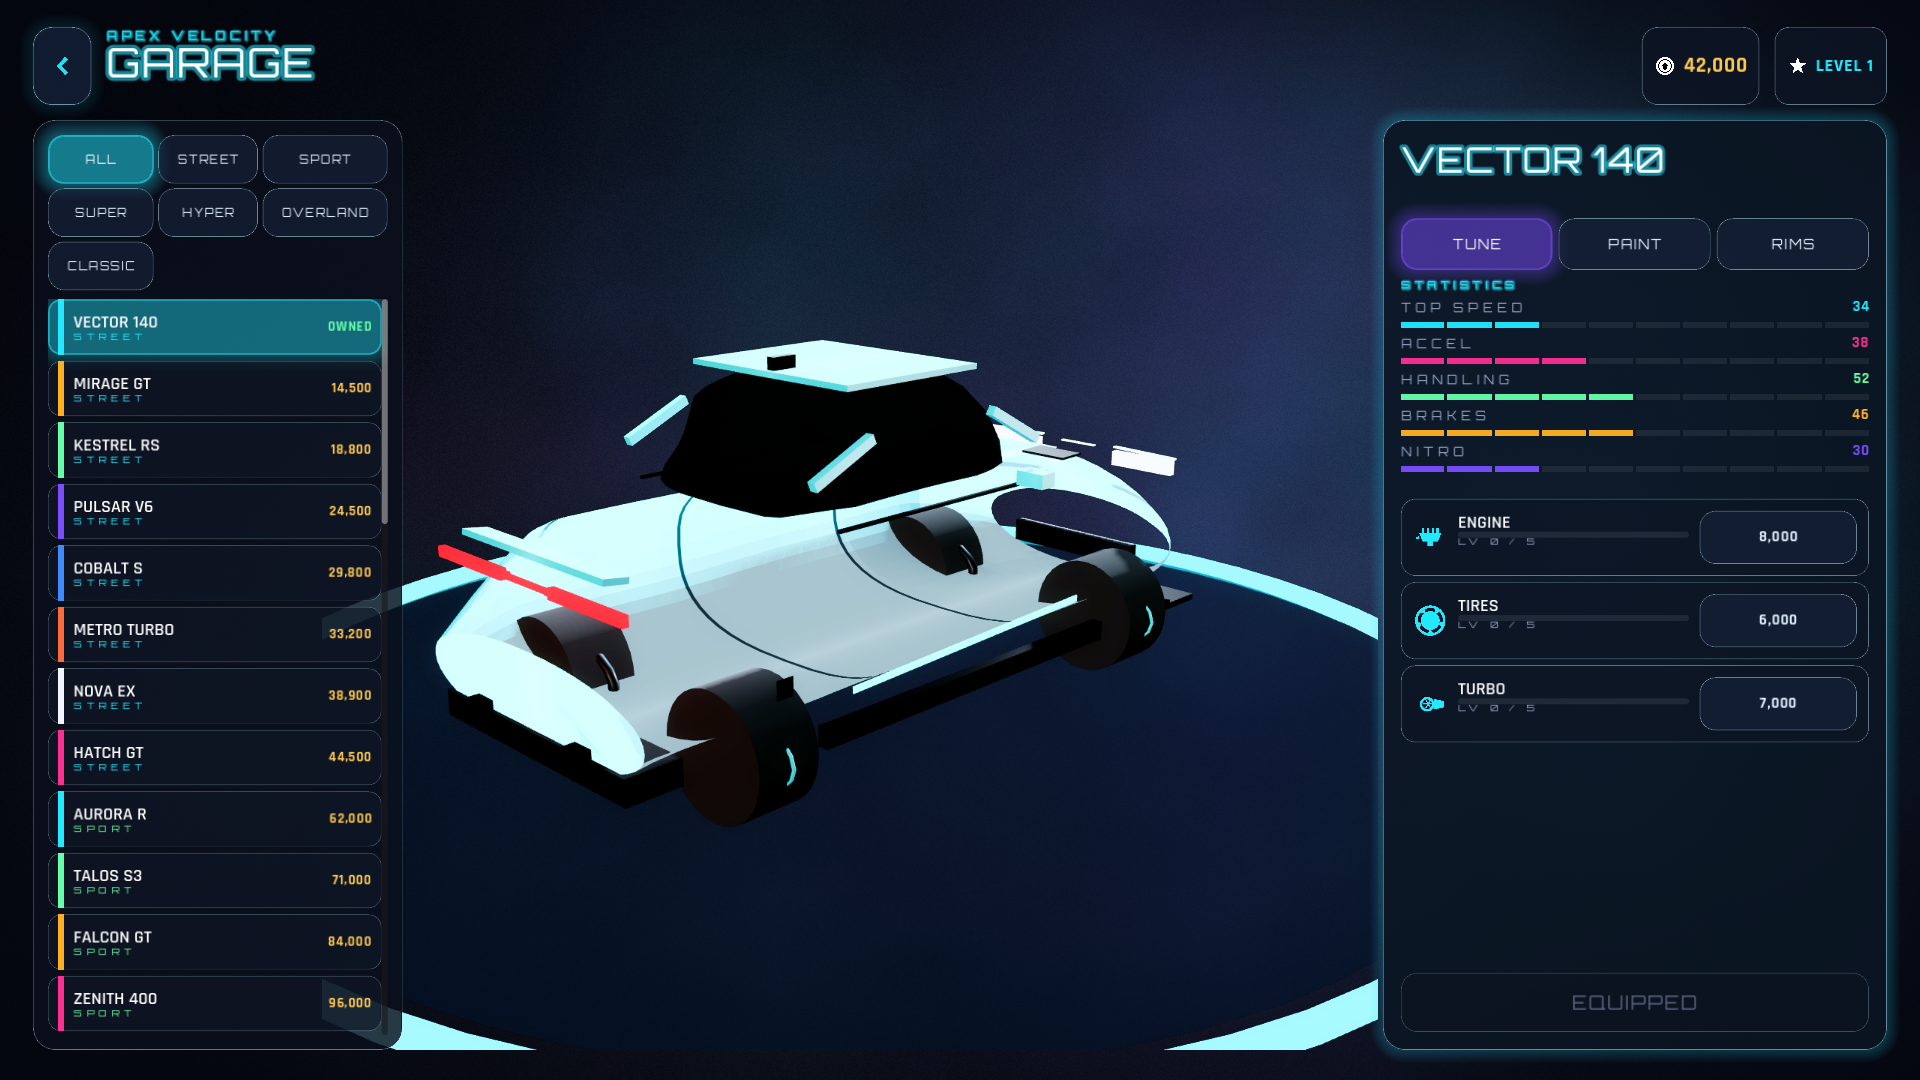 APEX VELOCITY
GARAGE
42,000
LEVEL 1
ALL
STREET
SPORT
SUPER
HYPER
OVERLAND
CLASSIC
VECTOR 140
STREET
OWNED
MIRAGE GT
STREET
14,500
KESTREL RS
STREET
18,800
PULSAR V6
STREET
24,500
COBALT S
STREET
29,800
METRO TURBO
STREET
33,200
NOVA EX
STREET
38,900
HATCH GT
STREET
44,500
AURORA R
SPORT
62,000
TALOS S3
SPORT
71,000
FALCON GT
SPORT
84,000
ZENITH 400
SPORT
96,000
VECTOR 140
TUNE
PAINT
RIMS
STATISTICS
TOP SPEED 34
ACCEL 38
HANDLING 52
BRAKES 46
NITRO 30
ENGINE
LV 0 / 5
8,000
TIRES
LV 0 / 5
6,000
TURBO
LV 0 / 5
7,000
EQUIPPED